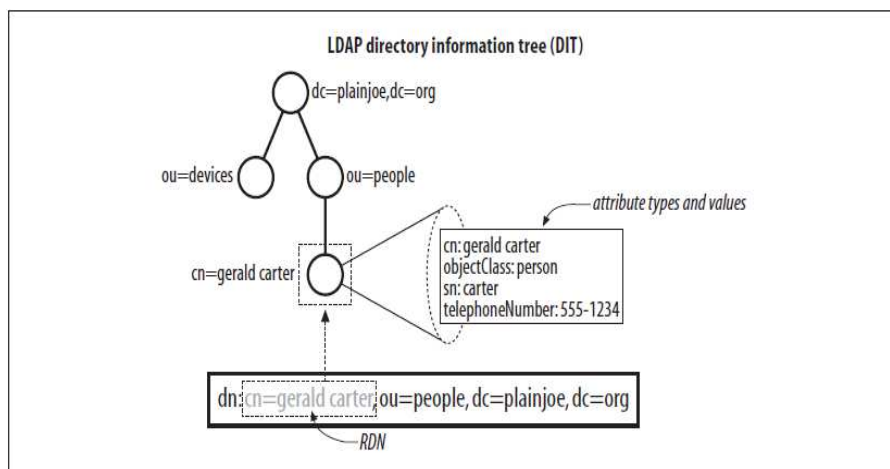 LDAP directory information tree (DIT)
dc=plainjoe,dc=org
ou=devices
ou=people
attribute types and values
cn: gerald carter
objectClass: person
sn: carter
telephoneNumber: 555-1234
cn=gerald carter
dn: cn=gerald carter, ou=people, dc=plainjoe, dc=org
RDN